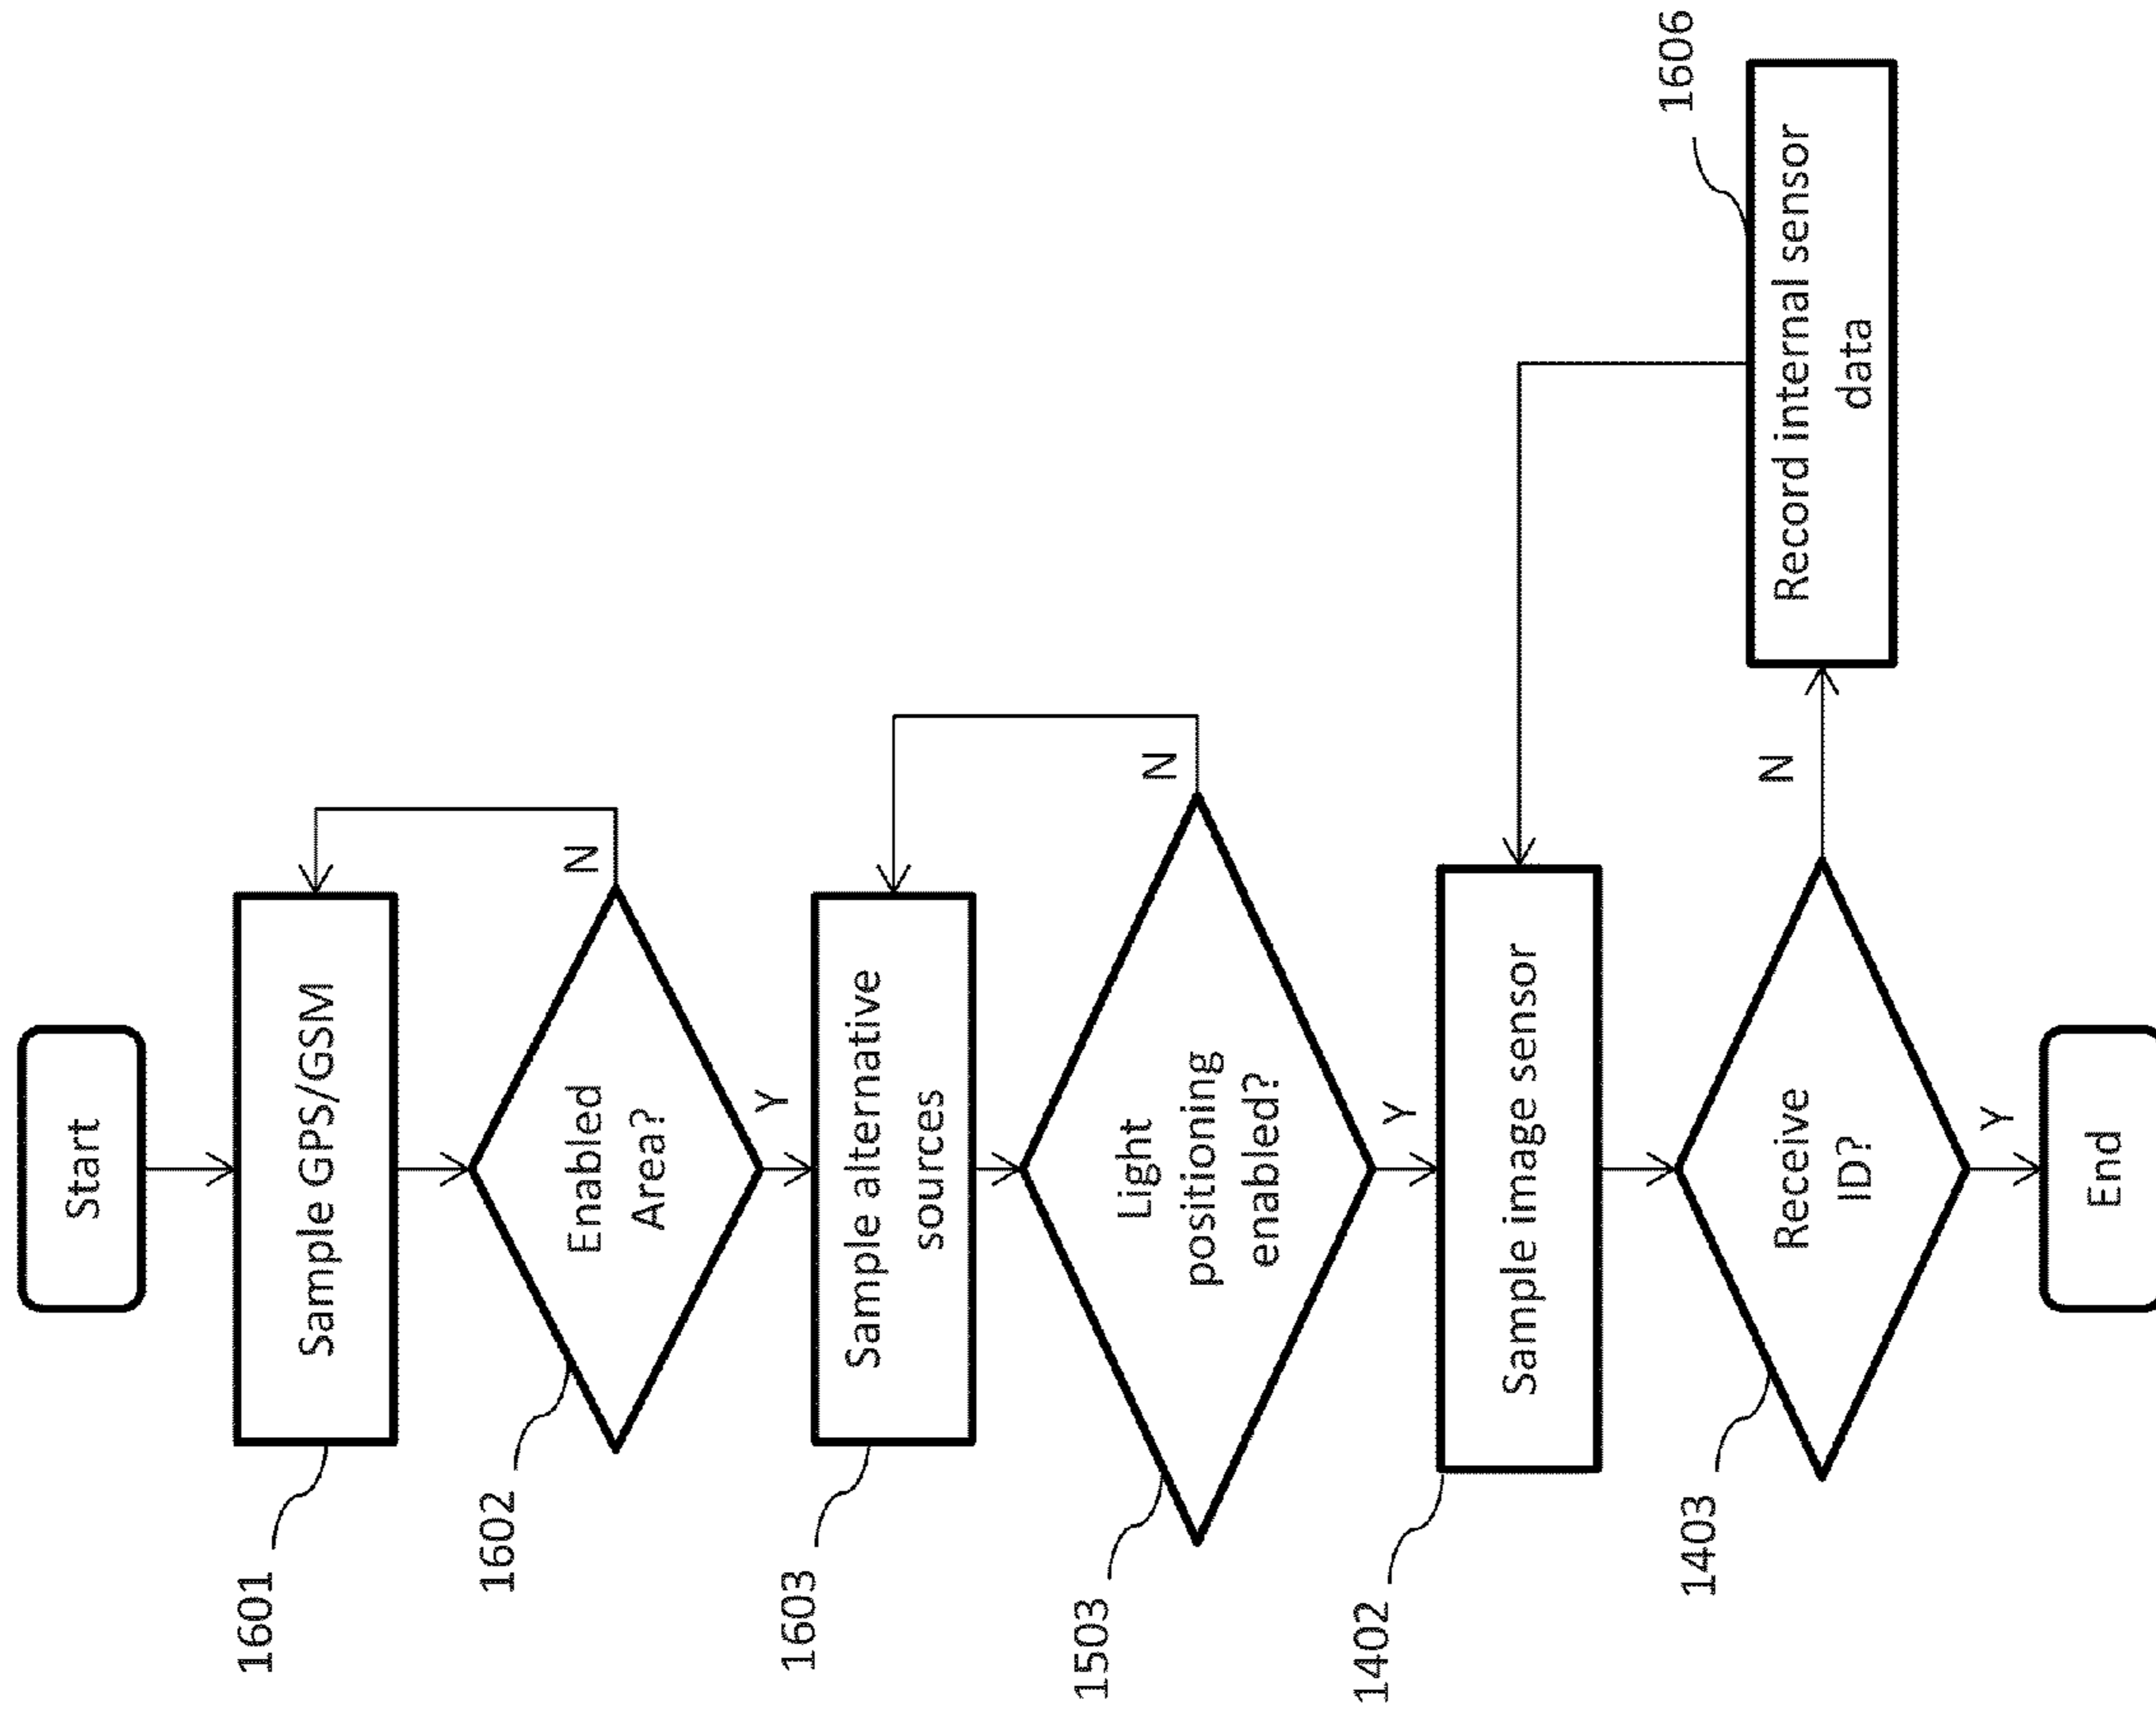 Start
1601
Sample GPS/GSM
1602
Enabled
Area?
N
Y
1603
Sample alternative
sources
1503
Light
positioning
enabled?
N
Y
1402
Sample image sensor
1403
Receive
ID?
N
Y
1606
Record internal sensor
data
End